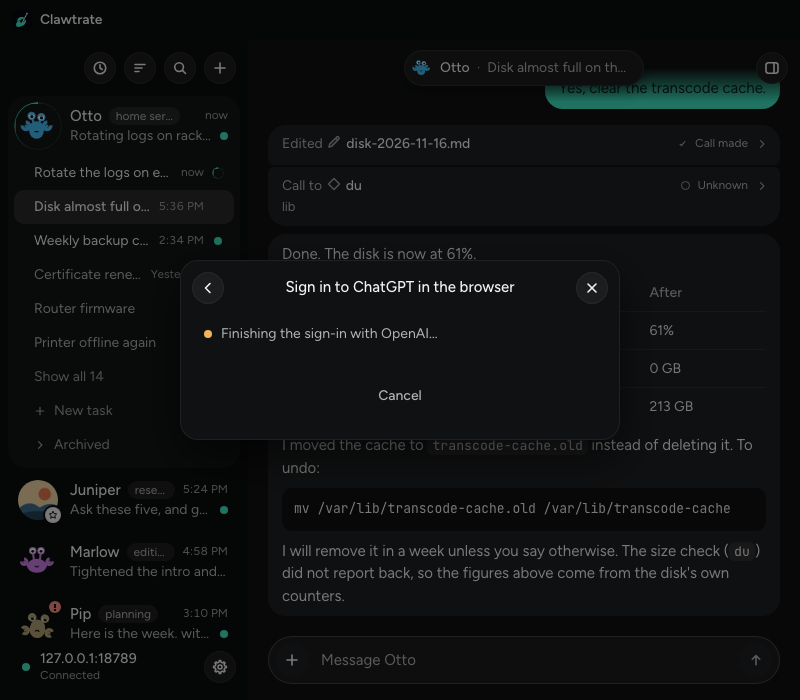 Clawtrate
Otto home ser... now
Rotating logs on rack...
Rotate the logs on e... now
Disk almost full o... 5:36 PM
Weekly backup c... 2:34 PM
Certificate rene... Yeste
Router firmware
Printer offline again
Show all 14
New task
Archived
Juniper rese... 5:24 PM
Ask these five, and g...
Marlow editi... 4:58 PM
Tightened the intro and...
Pip planning 3:10 PM
Here is the week. wit...
127.0.0.1:18789
Connected
Otto · Disk almost full on th...
Yes, clear the transcode cache.
Edited disk-2026-11-16.md Call made
Call to du Unknown
lib
Done. The disk is now at 61%.
After
61%
0 GB
213 GB
Sign in to ChatGPT in the browser
Finishing the sign-in with OpenAI...
Cancel
I moved the cache to transcode-cache.old instead of deleting it. To
undo:
mv /var/lib/transcode-cache.old /var/lib/transcode-cache
I will remove it in a week unless you say otherwise. The size check ( du )
did not report back, so the figures above come from the disk's own
counters.
Message Otto